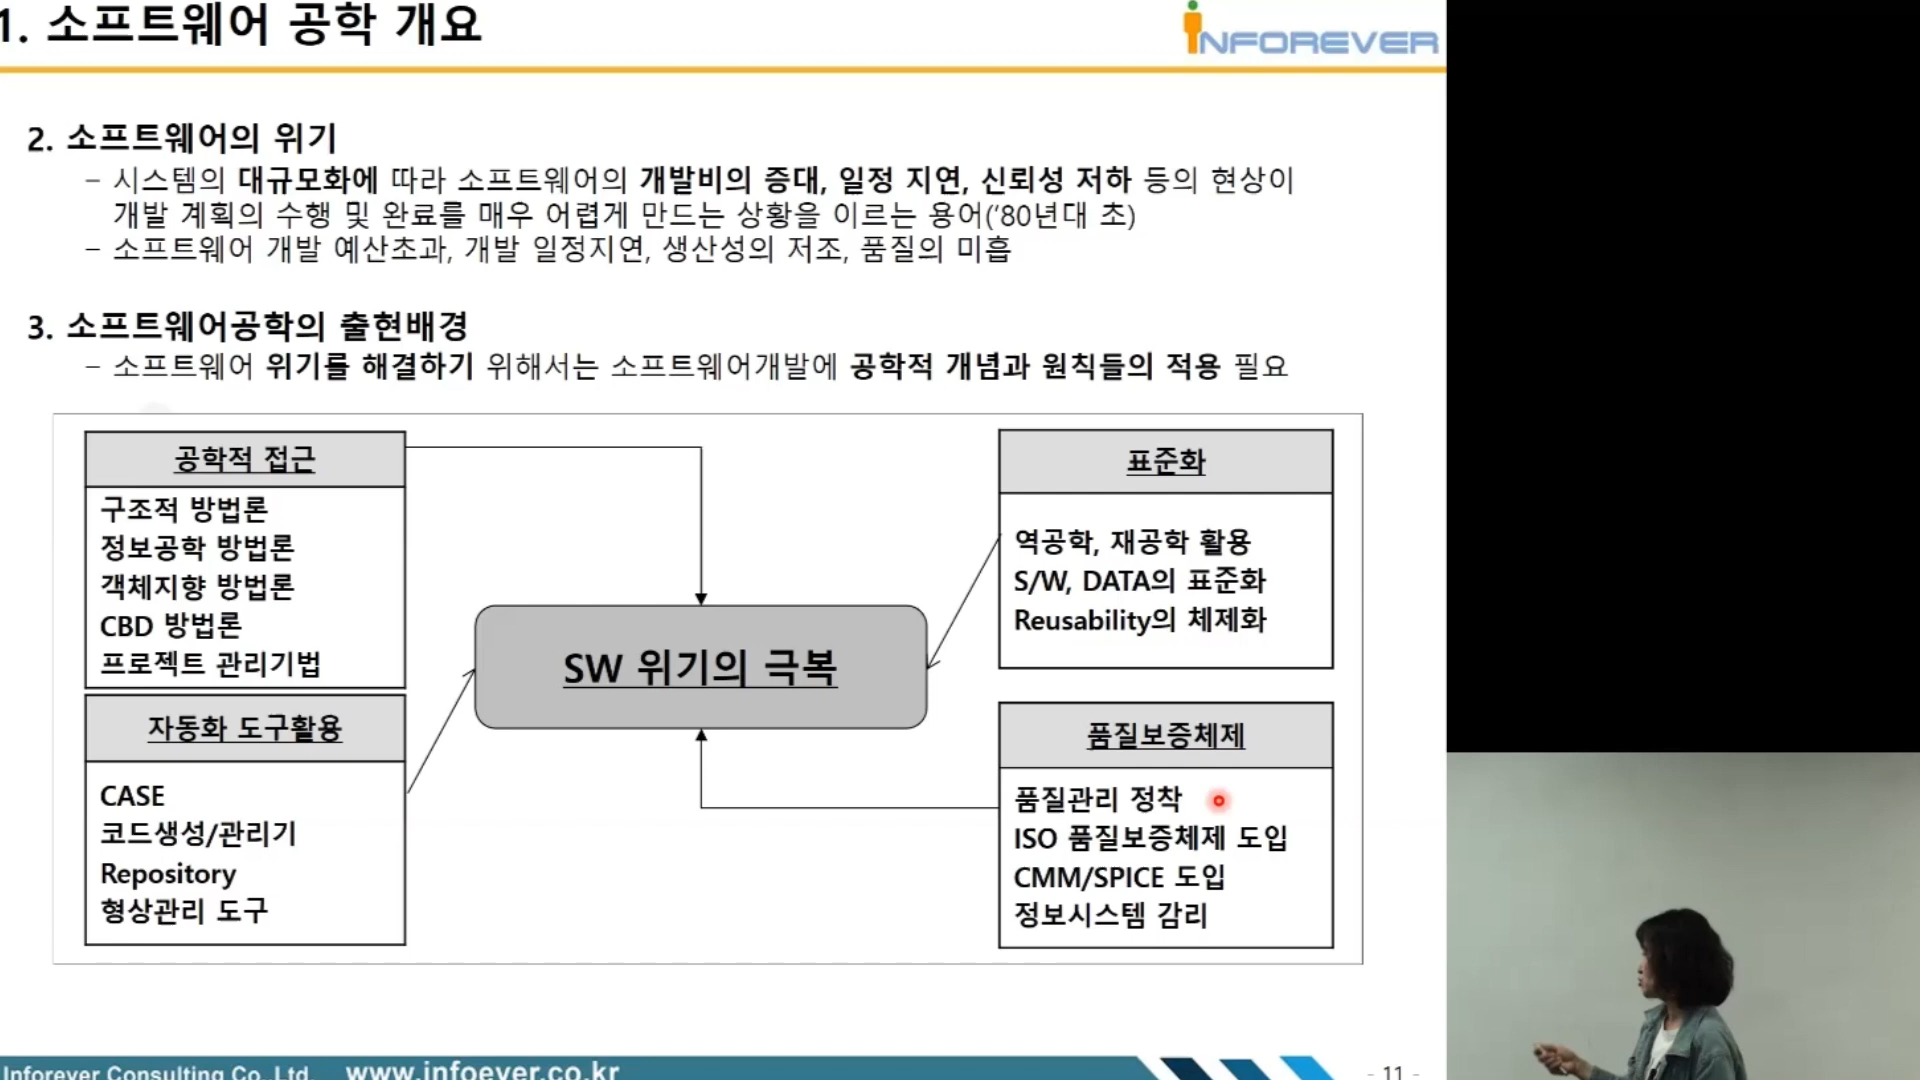 1. 소프트웨어 공학 개요
INFOREVER
2. 소프트웨어의 위기
– 시스템의 대규모화에 따라 소프트웨어의 개발비의 증대, 일정 지연, 신뢰성 저하 등의 현상이
개발 계획의 수행 및 완료를 매우 어렵게 만드는 상황을 이르는 용어('80년대 초)
– 소프트웨어 개발 예산초과, 개발 일정지연, 생산성의 저조, 품질의 미흡
3. 소프트웨어공학의 출현배경
– 소프트웨어 위기를 해결하기 위해서는 소프트웨어개발에 공학적 개념과 원칙들의 적용 필요
공학적 접근
구조적 방법론
정보공학 방법론
객체지향 방법론
CBD 방법론
프로젝트 관리기법
자동화 도구활용
CASE
코드생성/관리기
Repository
형상관리 도구
SW 위기의 극복
표준화
역공학, 재공학 활용
S/W, DATA의 표준화
Reusability의 체제화
품질보증체제
품질관리 정착
ISO 품질보증체제 도입
CMM/SPICE 도입
정보시스템 감리
Inforever Consulting Co.,Ltd. www.infoever.co.kr
- 11 -